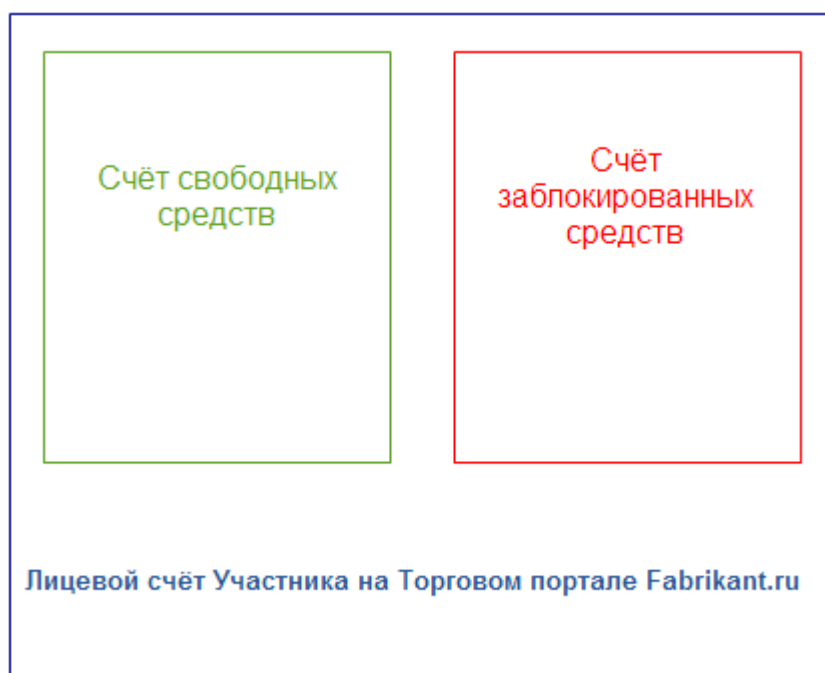 Счёт свободных
средств
Счёт
заблокированных
средств
Лицевой счёт Участника на Торговом портале Fabrikant.ru